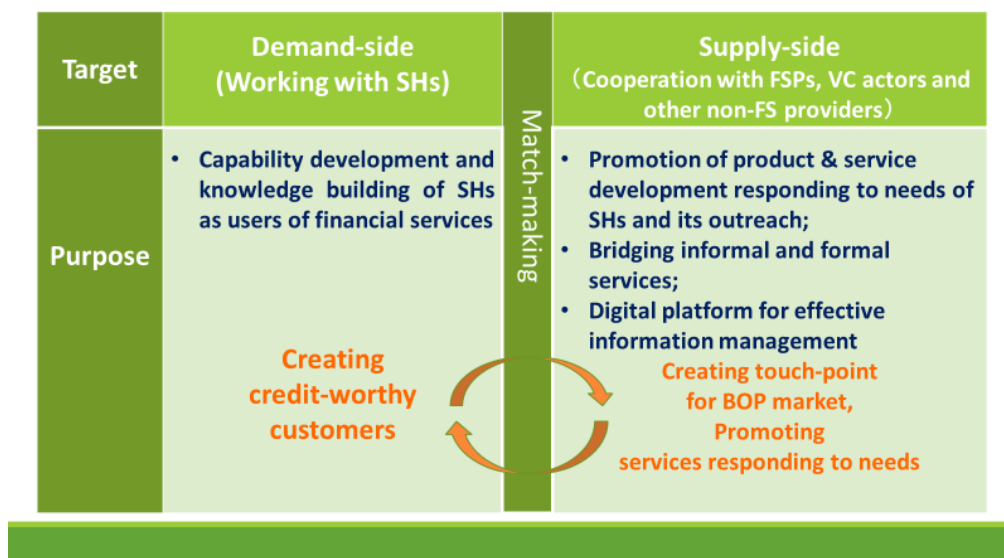 Target
Demand-side
(Working with SHs)
Supply-side
（Cooperation with FSPs, VC actors and
other non-FS providers）
Match-making
Purpose
• Capability development and
knowledge building of SHs
as users of financial services
Creating
credit-worthy
customers
• Promotion of product & service
development responding to needs of
SHs and its outreach;
• Bridging informal and formal
services;
• Digital platform for effective
information management
Creating touch-point
for BOP market,
Promoting
services responding to needs